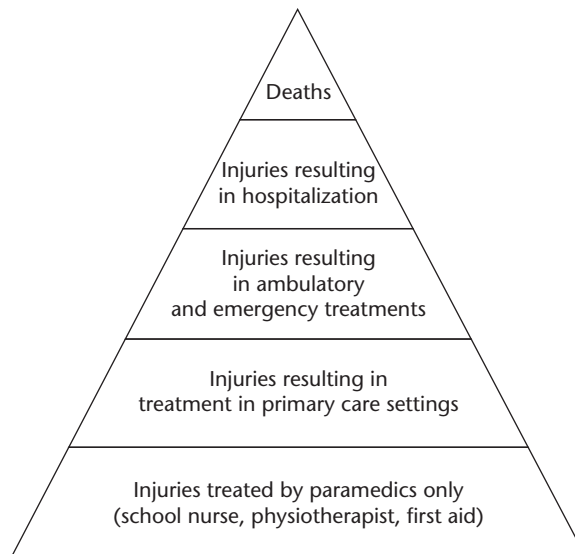 Deaths
Injuries resulting
in hospitalization
Injuries resulting
in ambulatory
and emergency treatments
Injuries resulting in
treatment in primary care settings
Injuries treated by paramedics only
(school nurse, physiotherapist, first aid)